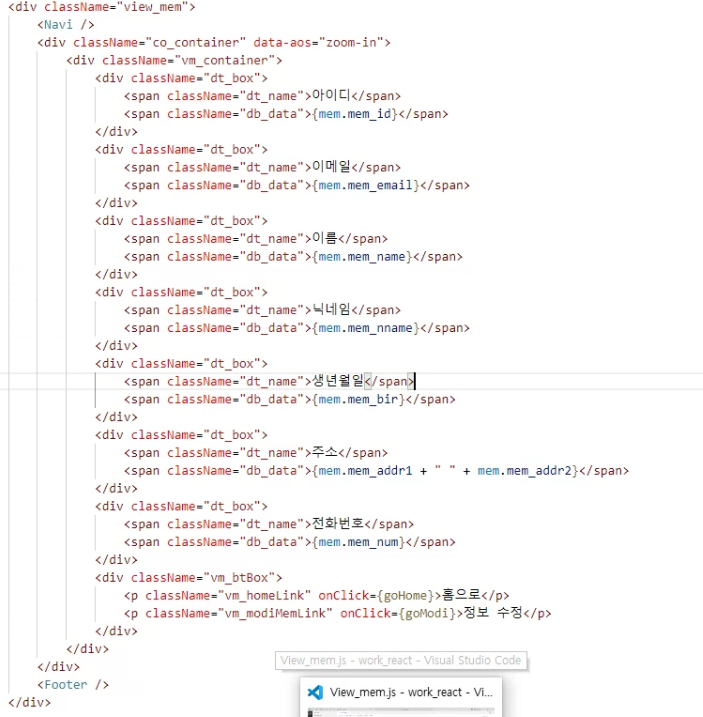 <div className="view_mem">
<Navi />
<div className="co_container" data-aos="zoom-in">
<div className="vm_container">
<div className="dt_box">
<span className="dt_name">아이디</span>
<span className="db_data">{mem.mem_id}</span>
</div>
<div className="dt_box">
<span className="dt_name">이메일</span>
<span className="db_data">{mem.mem_email}</span>
</div>
<div className="dt_box">
<span className="dt_name">이름</span>
<span className="db_data">{mem.mem_name}</span>
</div>
<div className="dt_box">
<span className="dt_name">닉네임</span>
<span className="db_data">{mem.mem_nname}</span>
</div>
<div className="dt_box">
<span className="dt_name">생년월일</span>
<span className="db_data">{mem.mem_bir}</span>
</div>
<div className="dt_box">
<span className="dt_name">주소</span>
<span className="db_data">{mem.mem_addr1 + " " + mem.mem_addr2}</span>
</div>
<div className="dt_box">
<span className="dt_name">전화번호</span>
<span className="db_data">{mem.mem_num}</span>
</div>
<div className="vm_btBox">
<p className="vm_homeLink" onClick={goHome}>홈으로</p>
<p className="vm_modiMemLink" onClick={goModi}>정보 수정</p>
</div>
</div>
</div>
<Footer />
</div>
View_mem.js - work_react - Visual Studio Code
View_mem.js - work_react - Vi...